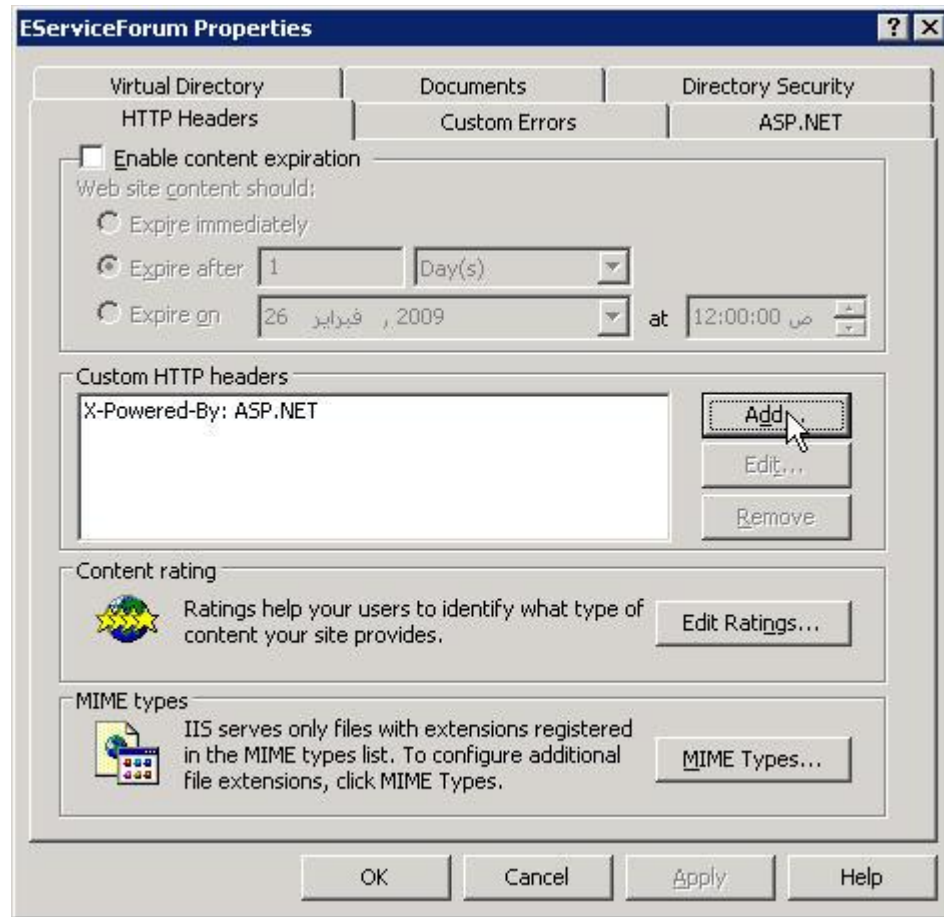 EServiceForum Properties
Virtual Directory
Documents
Directory Security
HTTP Headers
Custom Errors
ASP.NET
Enable content expiration
Web site content should:
Expire immediately
Expire after 1 Day(s)
Expire on 26 فبراير , 2009 at 12:00:00 ص
Custom HTTP headers
X-Powered-By: ASP.NET
Add...
Edit...
Remove
Content rating
Ratings help your users to identify what type of
content your site provides.
Edit Ratings...
MIME types
IIS serves only files with extensions registered
in the MIME types list. To configure additional
file extensions, click MIME Types.
MIME Types...
OK
Cancel
Apply
Help